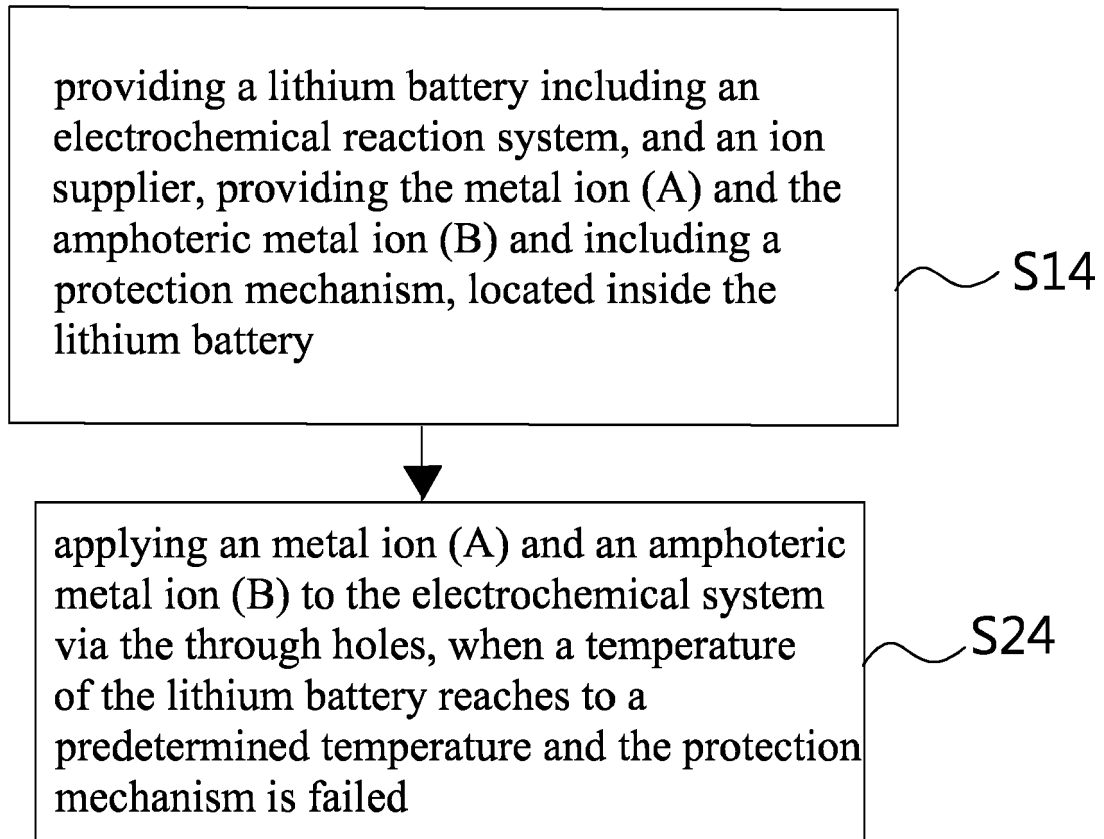 providing a lithium battery including an
electrochemical reaction system, and an ion
supplier, providing the metal ion (A) and the
amphoteric metal ion (B) and including a
protection mechanism, located inside the
lithium battery
S14
applying an metal ion (A) and an amphoteric
metal ion (B) to the electrochemical system
via the through holes, when a temperature
of the lithium battery reaches to a
predetermined temperature and the protection
mechanism is failed
S24